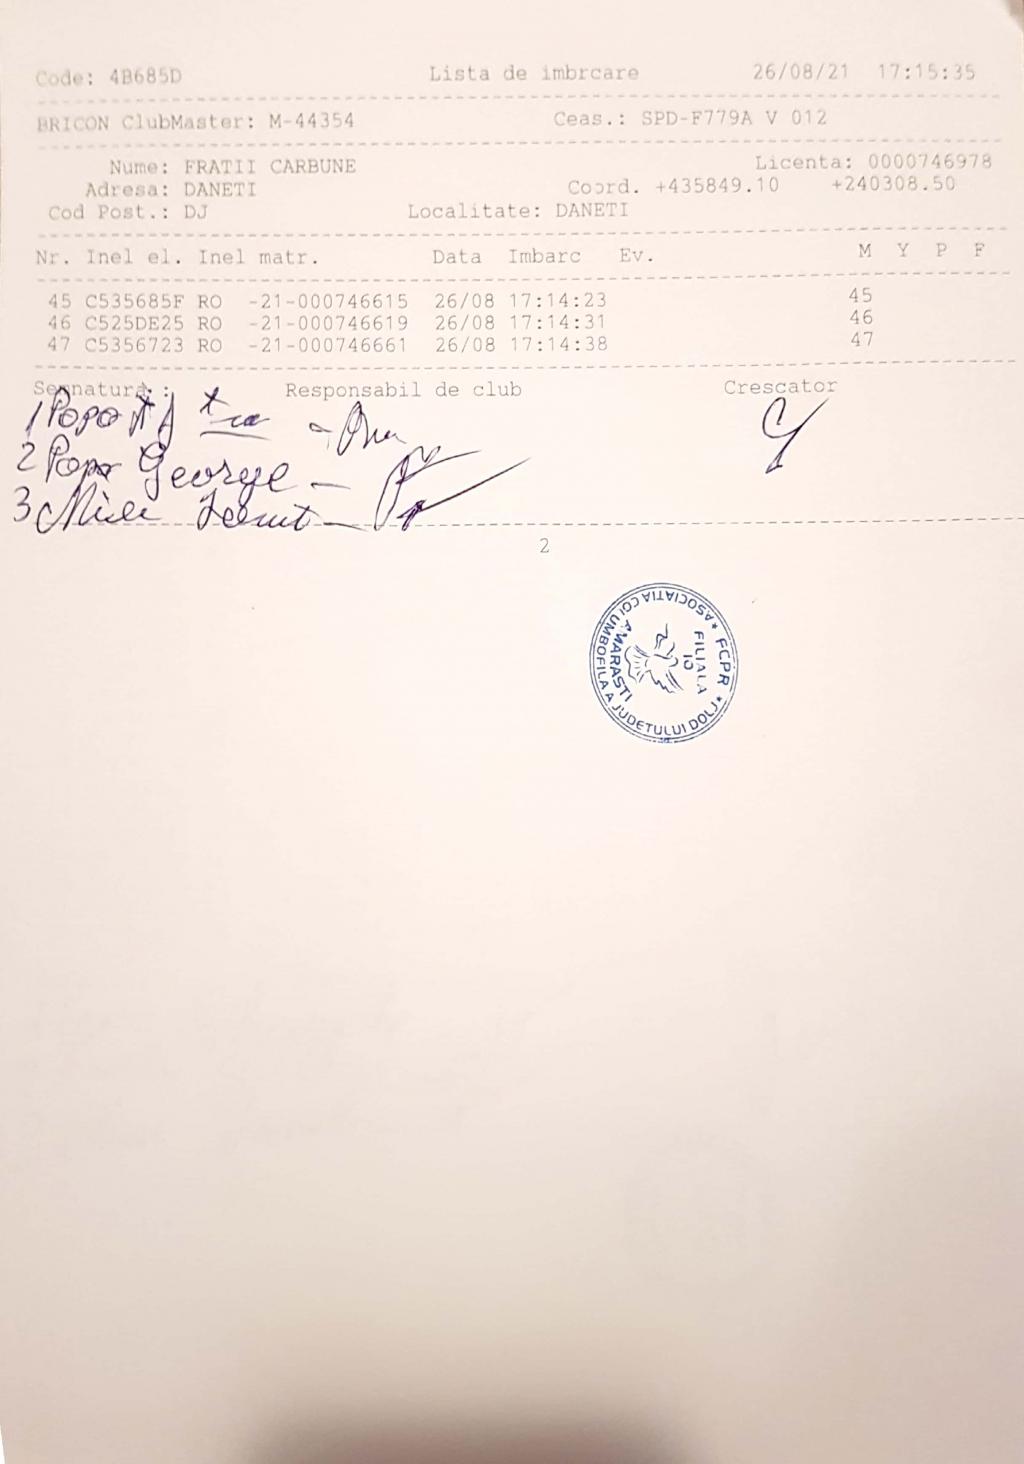 Code: 4B685D Lista de imbrcare 26/08/21 17:15:35
BRICON ClubMaster: M-44354 Ceas.: SPD-F779A V 012
Nume: FRATII CARBUNE Licenta: 0000746978
Adresa: DANETI Coord. +435849.10 +240308.50
Cod Post.: DJ Localitate: DANETI
Nr. Inel el. Inel matr. Data Imbarc Ev. M Y P F
45 C535685F RO -21-000746615 26/08 17:14:23 45
46 C525DE25 RO -21-000746619 26/08 17:14:31 46
47 C5356723 RO -21-000746661 26/08 17:14:38 47
Semnatura: : Responsabil de club Crescator
1 Popa
2 Popa George -
3
2
* FCPR * ASOCIATIA COLUMBOFILA A JUDETULUI DOLJ
FILIALA
10
AMARASTI